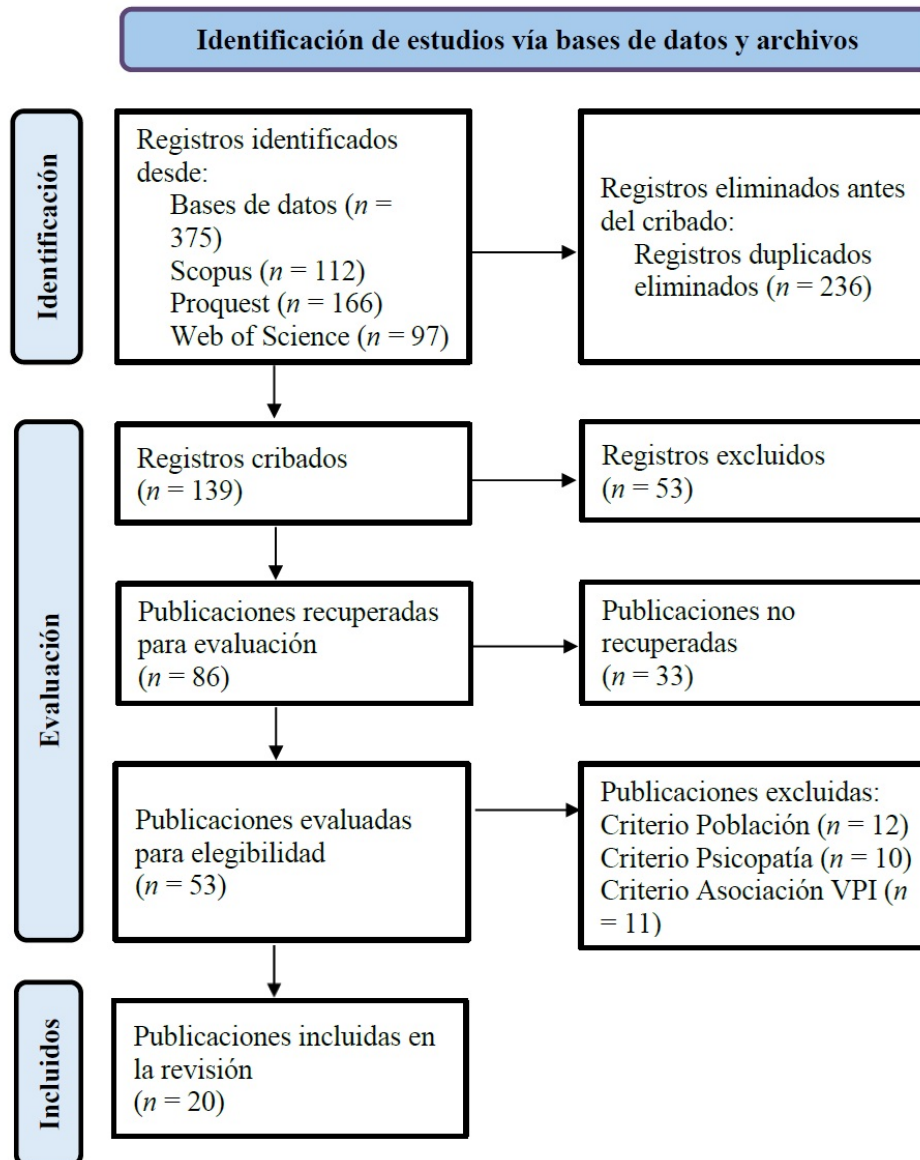 Identificación de estudios vía bases de datos y archivos
Identificación
Registros identificados
desde:
Bases de datos (n =
375)
Scopus (n = 112)
Proquest (n = 166)
Web of Science (n = 97)
Registros eliminados antes
del cribado:
Registros duplicados
eliminados (n = 236)
Evaluación
Registros cribados
(n = 139)
Registros excluidos
(n = 53)
Publicaciones recuperadas
para evaluación
(n = 86)
Publicaciones no
recuperadas
(n = 33)
Publicaciones evaluadas
para elegibilidad
(n = 53)
Publicaciones excluidas:
Criterio Población (n = 12)
Criterio Psicopatía (n = 10)
Criterio Asociación VPI (n
= 11)
Incluidos
Publicaciones incluidas en
la revisión
(n = 20)